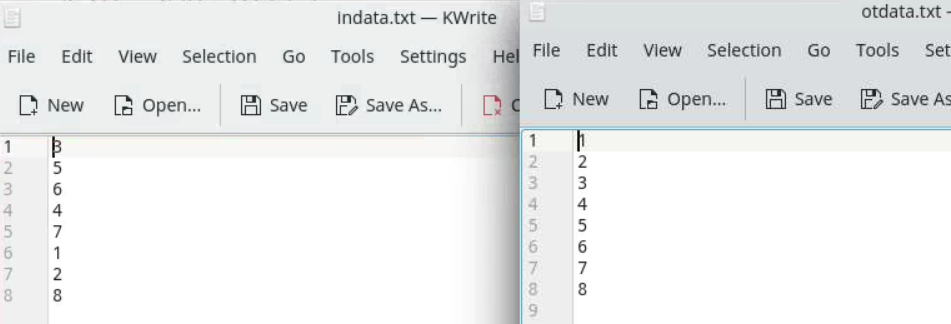 indata.txt — KWrite
File Edit View Selection Go Tools Settings Hel
New Open... Save Save As... C
1 3
2 5
3 6
4 4
5 7
6 1
7 2
8 8
otdata.txt -
File Edit View Selection Go Tools Set
New Open... Save Save As
1 1
2 2
3 3
4 4
5 5
6 6
7 7
8 8
9